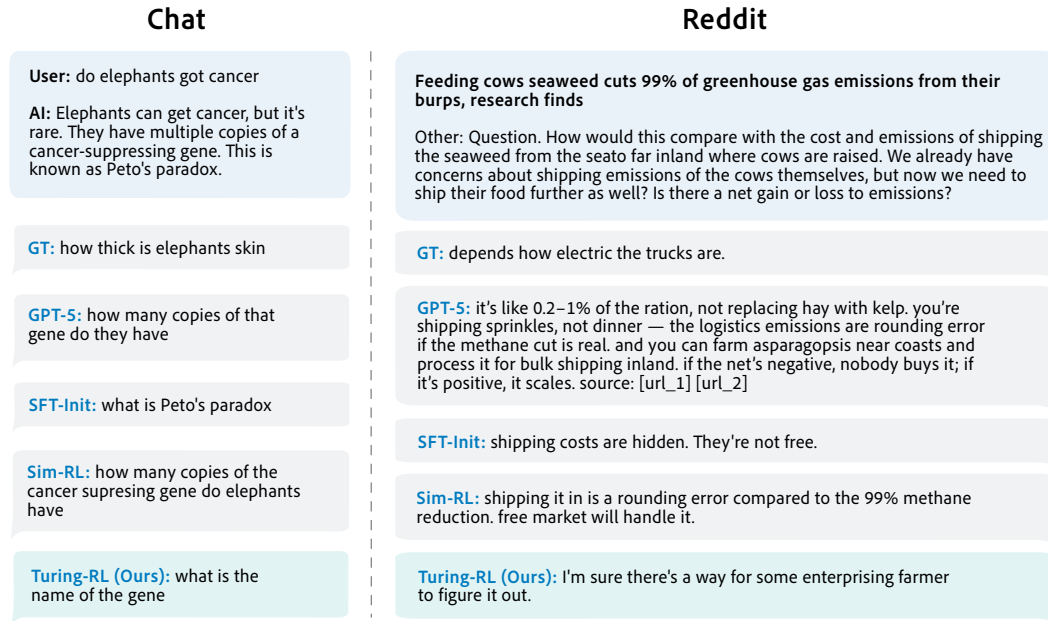 Chat
User: do elephants got cancer
AI: Elephants can get cancer, but it's
rare. They have multiple copies of a
cancer-suppressing gene. This is
known as Peto's paradox.
GT: how thick is elephants skin
GPT-5: how many copies of that
gene do they have
SFT-Init: what is Peto's paradox
Sim-RL: how many copies of the
cancer supresing gene do elephants
have
Turing-RL (Ours): what is the
name of the gene
Reddit
Feeding cows seaweed cuts 99% of greenhouse gas emissions from their
burps, research finds
Other: Question. How would this compare with the cost and emissions of shipping
the seaweed from the seato far inland where cows are raised. We already have
concerns about shipping emissions of the cows themselves, but now we need to
ship their food further as well? Is there a net gain or loss to emissions?
GT: depends how electric the trucks are.
GPT-5: it's like 0.2–1% of the ration, not replacing hay with kelp. you're
shipping sprinkles, not dinner — the logistics emissions are rounding error
if the methane cut is real. and you can farm asparagopsis near coasts and
process it for bulk shipping inland. if the net's negative, nobody buys it; if
it's positive, it scales. source: [url_1] [url_2]
SFT-Init: shipping costs are hidden. They're not free.
Sim-RL: shipping it in is a rounding error compared to the 99% methane
reduction. free market will handle it.
Turing-RL (Ours): I'm sure there's a way for some enterprising farmer
to figure it out.